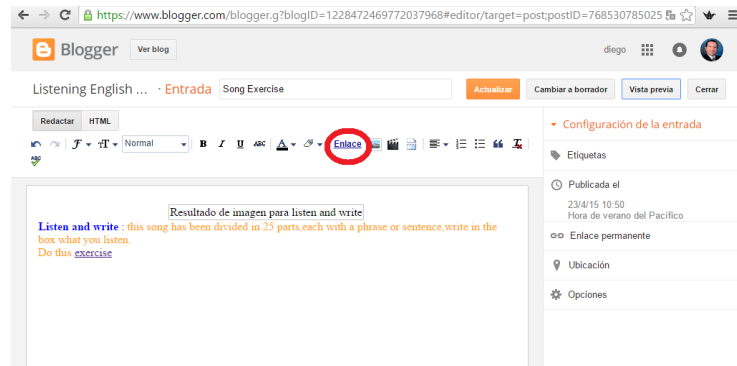 https://www.blogger.com/blogger.g?blogID=1228472469772037968#editor/target=post;postID=768530785025
Blogger Ver blog diego
Listening English ... · Entrada Song Exercise Actualizar Cambiar a borrador Vista previa Cerrar
Redactar HTML
Normal B I U ABC A Enlace
ABC
Configuración de la entrada
Etiquetas
Publicada el
23/4/15 10:50
Hora de verano del Pacífico
Enlace permanente
Ubicación
Opciones
Resultado de imagen para listen and write
Listen and write : this song has been divided in 25 parts,each with a phrase or sentence,write in the
box what you listen.
Do this exercise